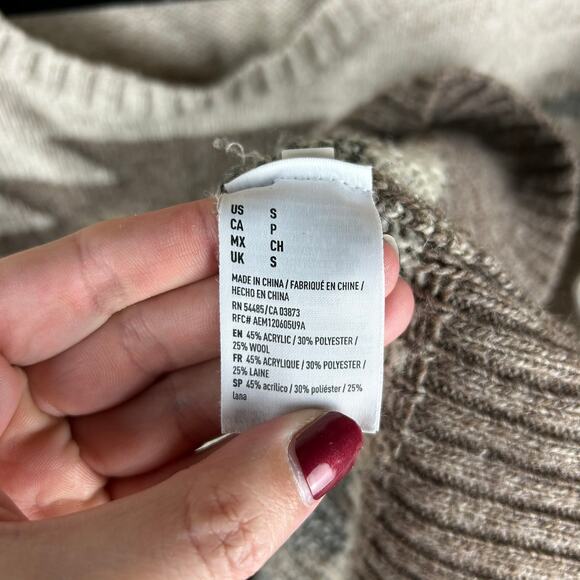 US S
CA P
MX CH
UK S
MADE IN CHINA / FABRIQUÉ EN CHINE /
HECHO EN CHINA
RN 54485/CA 03873
RFC# AEM120605U9A
EN 45% ACRYLIC / 30% POLYESTER /
25% WOOL
FR 45% ACRYLIQUE / 30% POLYESTER /
25% LAINE
SP 45% acrílico / 30% poliéster / 25%
lana